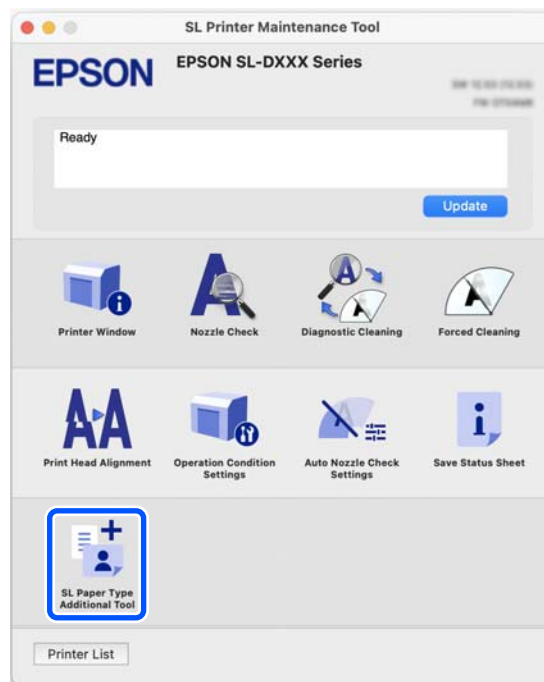 SL Printer Maintenance Tool
EPSON
EPSON SL-DXXX Series
Ready
Update
Printer Window
Nozzle Check
Diagnostic Cleaning
Forced Cleaning
Print Head Alignment
Operation Condition
Settings
Auto Nozzle Check
Settings
Save Status Sheet
SL Paper Type
Additional Tool
Printer List